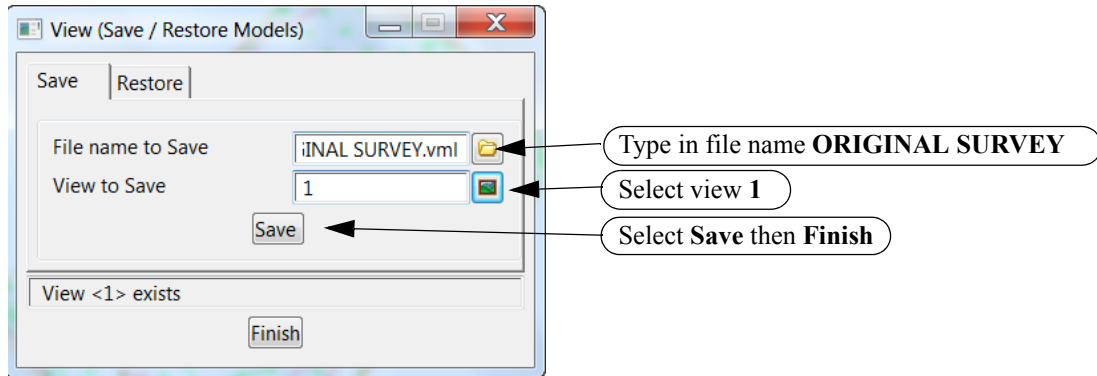 View (Save / Restore Models)
Save Restore
File name to Save
INAL SURVEY.vml
Type in file name ORIGINAL SURVEY
View to Save
1
Select view 1
Save
Select Save then Finish
View <1> exists
Finish